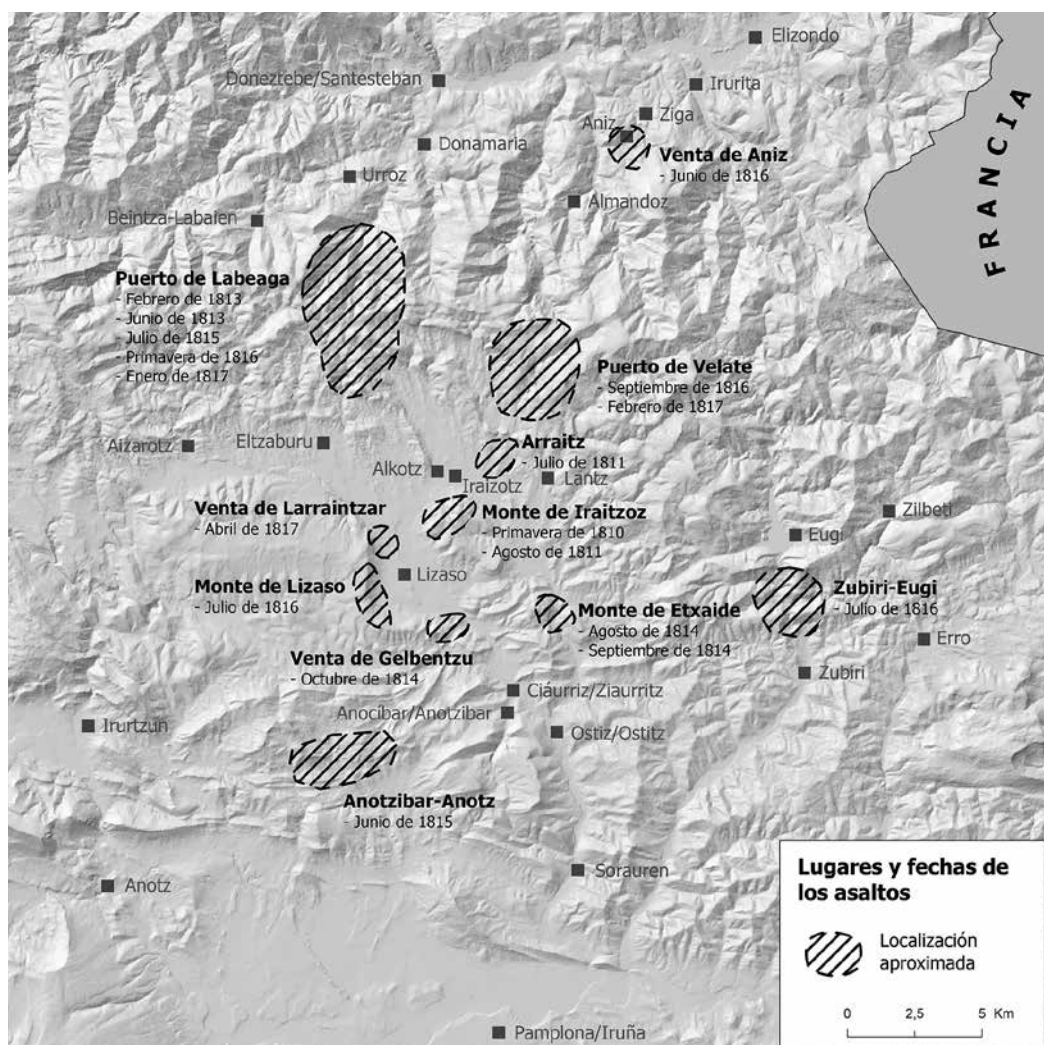 Elizondo
Doneztebe/Santesteban
Irurita
Ziga
Aniz
Donamaria
Venta de Aniz
- Junio de 1816
Urroz
Almandoz
Beintza-Labaien
FRANCIA
Puerto de Labeaga
- Febrero de 1813
- Junio de 1813
- Julio de 1815
- Primavera de 1816
- Enero de 1817
Puerto de Velate
- Septiembre de 1816
- Febrero de 1817
Aizarotz
Eltzaburu
Arraitz
- Julio de 1811
Alkotz
Iraizotz
Lantz
Venta de Larraintzar
- Abril de 1817
Monte de Iraitzoz
- Primavera de 1810
- Agosto de 1811
Zilbeti
Eugi
Lizaso
Monte de Lizaso
- Julio de 1816
Zubiri-Eugi
- Julio de 1816
Monte de Etxaide
- Agosto de 1814
- Septiembre de 1814
Erro
Venta de Gelbentzu
- Octubre de 1814
Zubiri
Ciáurriz/Ziaurritz
Anocíbar/Anotzibar
Irurtzun
Ostiz/Ostitz
Anotzibar-Anotz
- Junio de 1815
Anotz
Sorauren
Pamplona/Iruña
Lugares y fechas de
los asaltos
Localización
aproximada
0 2,5 5 Km